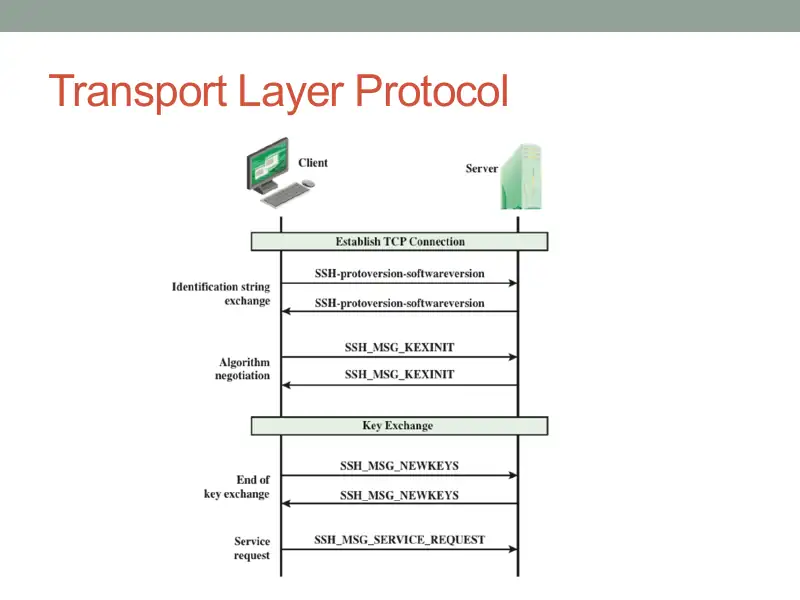 Transport Layer Protocol
Client
Server
Establish TCP Connection
SSH-protoversion-softwareversion
Identification string
exchange
SSH-protoversion-softwareversion
SSH_MSG_KEXINIT
Algorithm
negotiation
SSH_MSG_KEXINIT
Key Exchange
SSH_MSG_NEWKEYS
End of
key exchange
SSH_MSG_NEWKEYS
Service
request
SSH_MSG_SERVICE_REQUEST